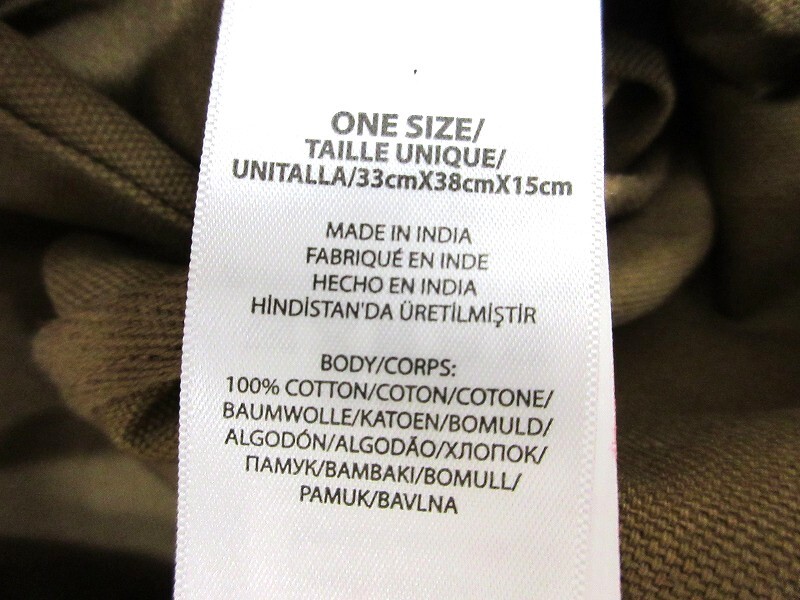 ONE SIZE/
TAILLE UNIQUE/
UNITALLA/33cmX38cmX15cm
MADE IN INDIA
FABRIQUÉ EN INDE
HECHO EN INDIA
HİNDİSTAN'DA ÜRETİLMİŞTİR
BODY/CORPS:
100% COTTON/COTON/COTONE/
BAUMWOLLE/KATOEN/BOMULD/
ALGODÓN/ALGODÃO/ХЛОПОК/
ПАМУК/BAMBAKI/BOMULL/
PAMUK/BAVLNA